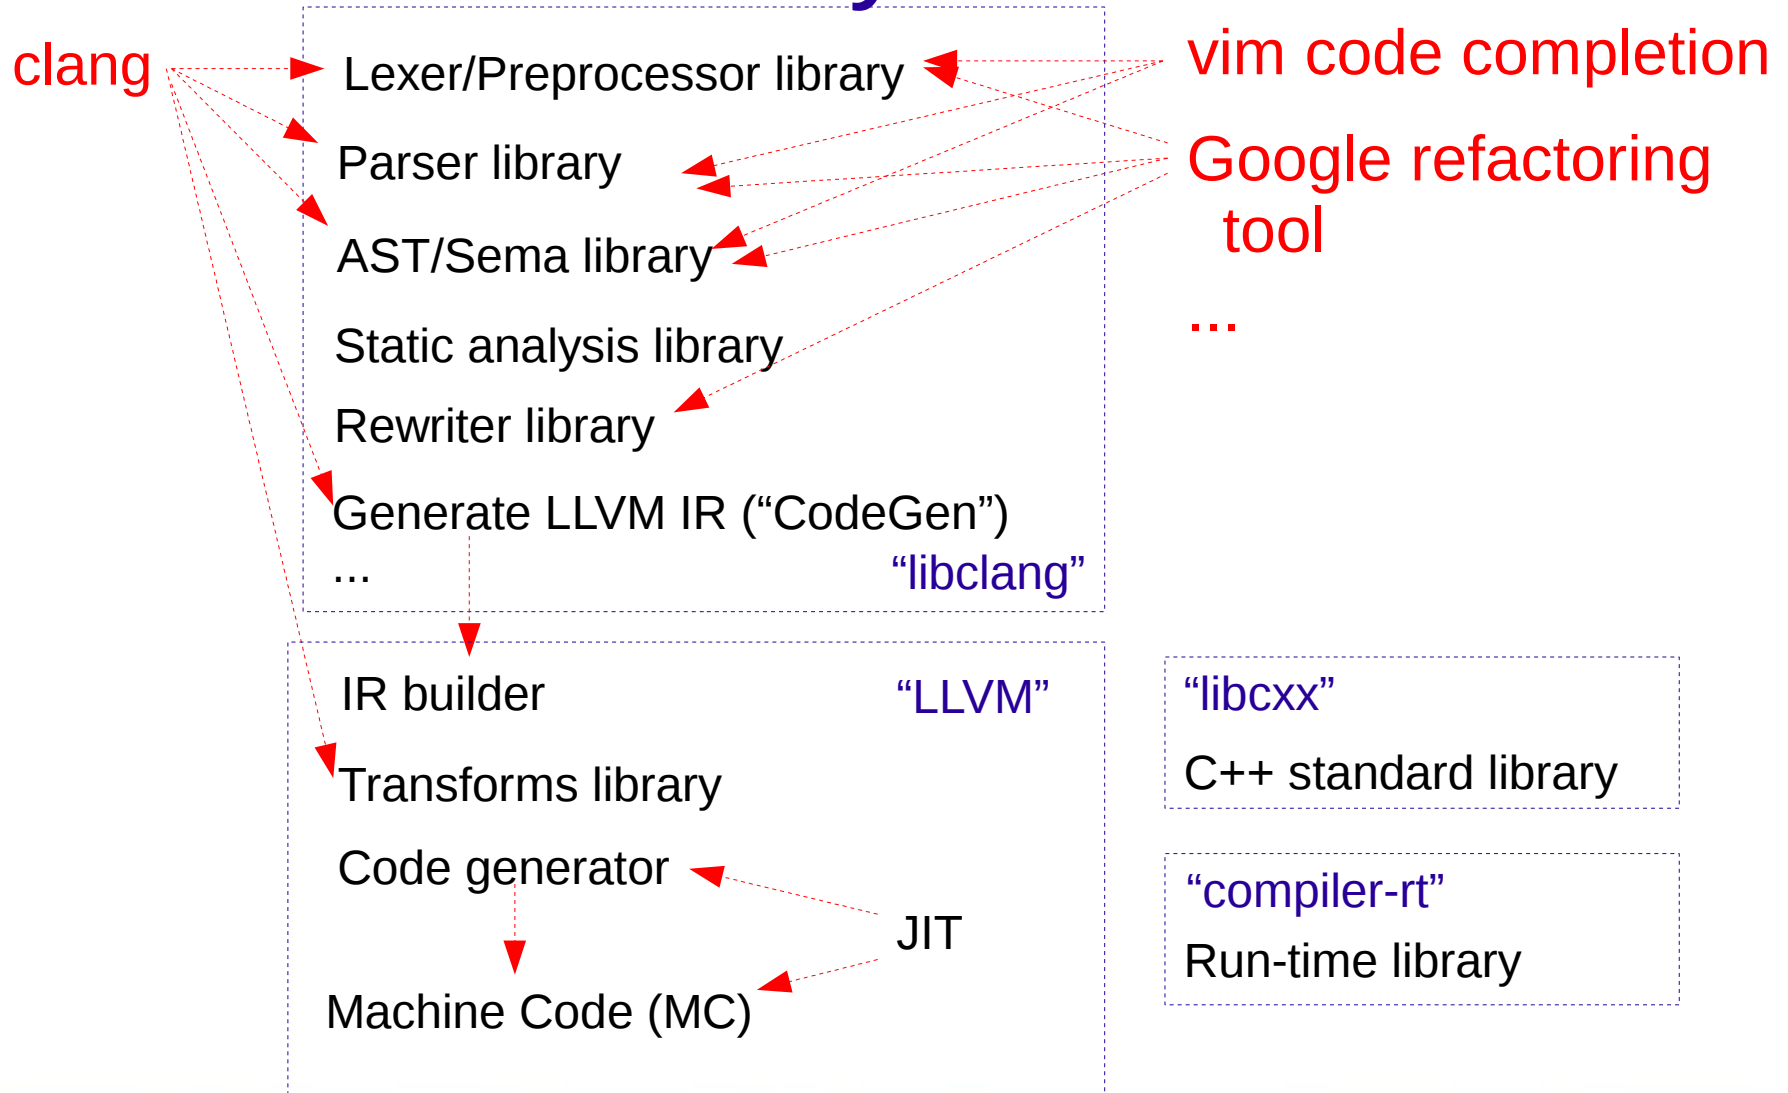 clang
Lexer/Preprocessor library
Parser library
AST/Sema library
Static analysis library
Rewriter library
Generate LLVM IR (“CodeGen”)
...
“libclang”
vim code completion
Google refactoring
tool
...
IR builder
“LLVM”
Transforms library
Code generator
JIT
Machine Code (MC)
“libcxx”
C++ standard library
“compiler-rt”
Run-time library